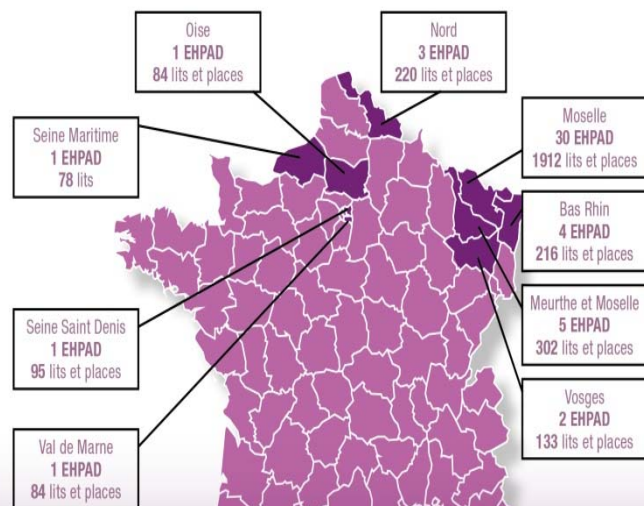 Oise
1 EHPAD
84 lits et places
Nord
3 EHPAD
220 lits et places
Seine Maritime
1 EHPAD
78 lits
Moselle
30 EHPAD
1912 lits et places
Bas Rhin
4 EHPAD
216 lits et places
Meurthe et Moselle
5 EHPAD
302 lits et places
Seine Saint Denis
1 EHPAD
95 lits et places
Vosges
2 EHPAD
133 lits et places
Val de Marne
1 EHPAD
84 lits et places